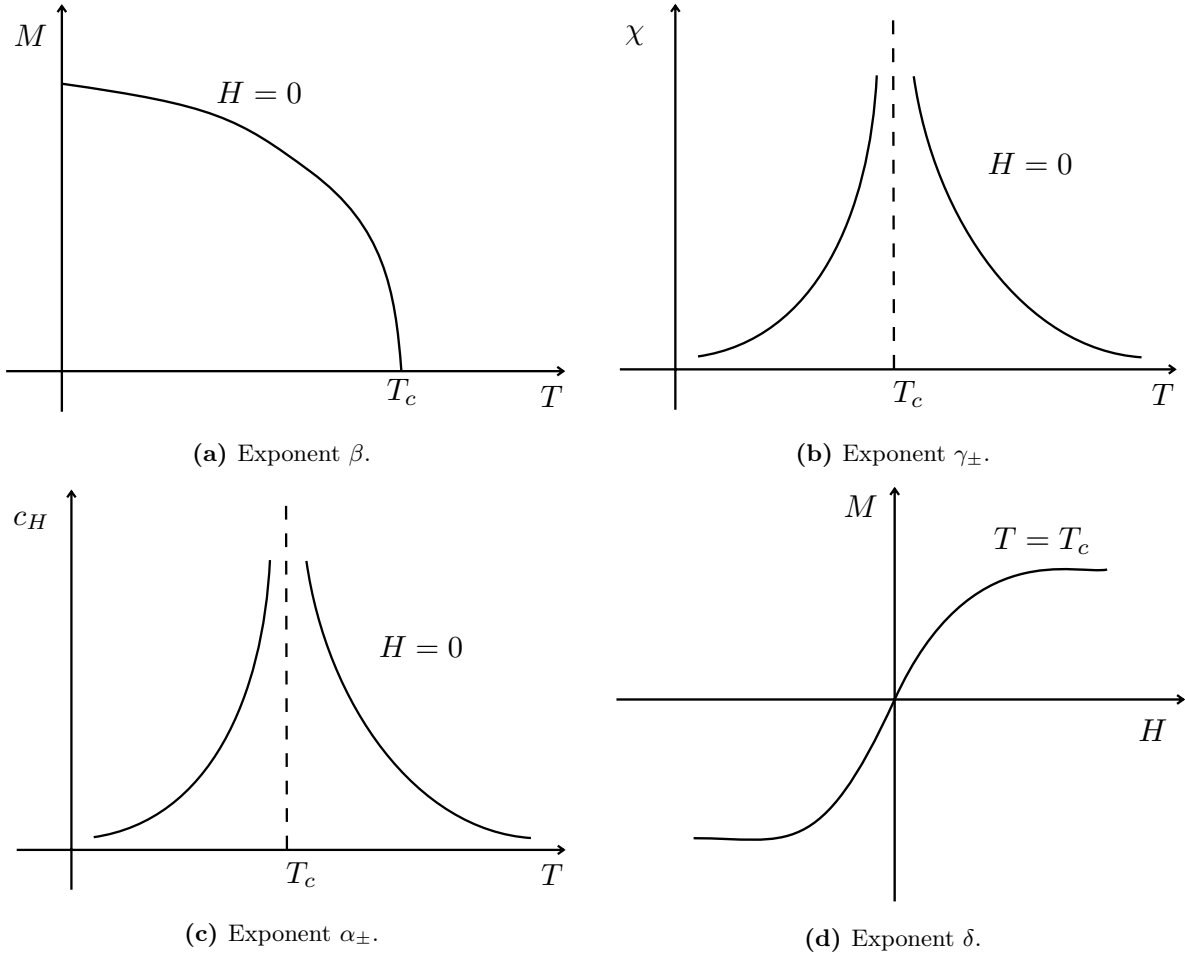 M
H = 0
T_c
T
(a) Exponent β.
χ
H = 0
T_c
T
(b) Exponent γ±.
c_H
H = 0
T_c
T
(c) Exponent α±.
M
T = T_c
H
(d) Exponent δ.